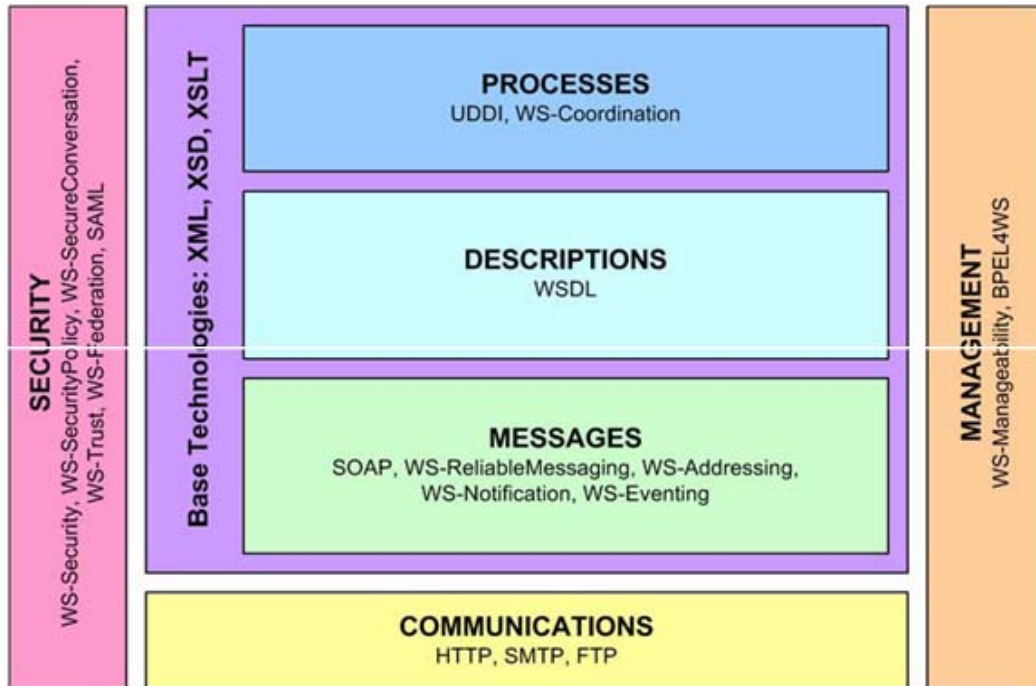 SECURITY
WS-Security, WS-SecurityPolicy, WS-SecureConversation,
WS-Trust, WS-Federation, SAML
Base Technologies: XML, XSD, XSLT
PROCESSES
UDDI, WS-Coordination
DESCRIPTIONS
WSDL
MESSAGES
SOAP, WS-ReliableMessaging, WS-Addressing,
WS-Notification, WS-Eventing
COMMUNICATIONS
HTTP, SMTP, FTP
MANAGEMENT
WS-Manageability, BPEL4WS